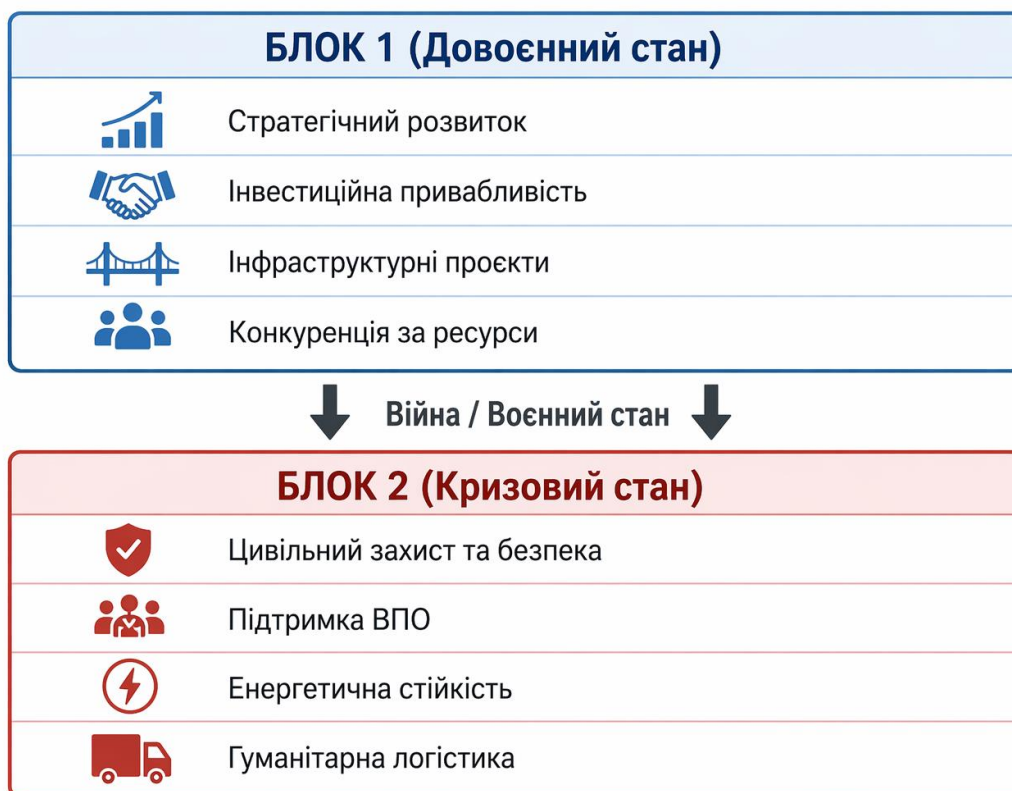 БЛОК 1 (Довоєнний стан)
Стратегічний розвиток
Інвестиційна привабливість
Інфраструктурні проєкти
Конкуренція за ресурси
Війна / Воєнний стан
БЛОК 2 (Кризовий стан)
Цивільний захист та безпека
Підтримка ВПО
Енергетична стійкість
Гуманітарна логістика